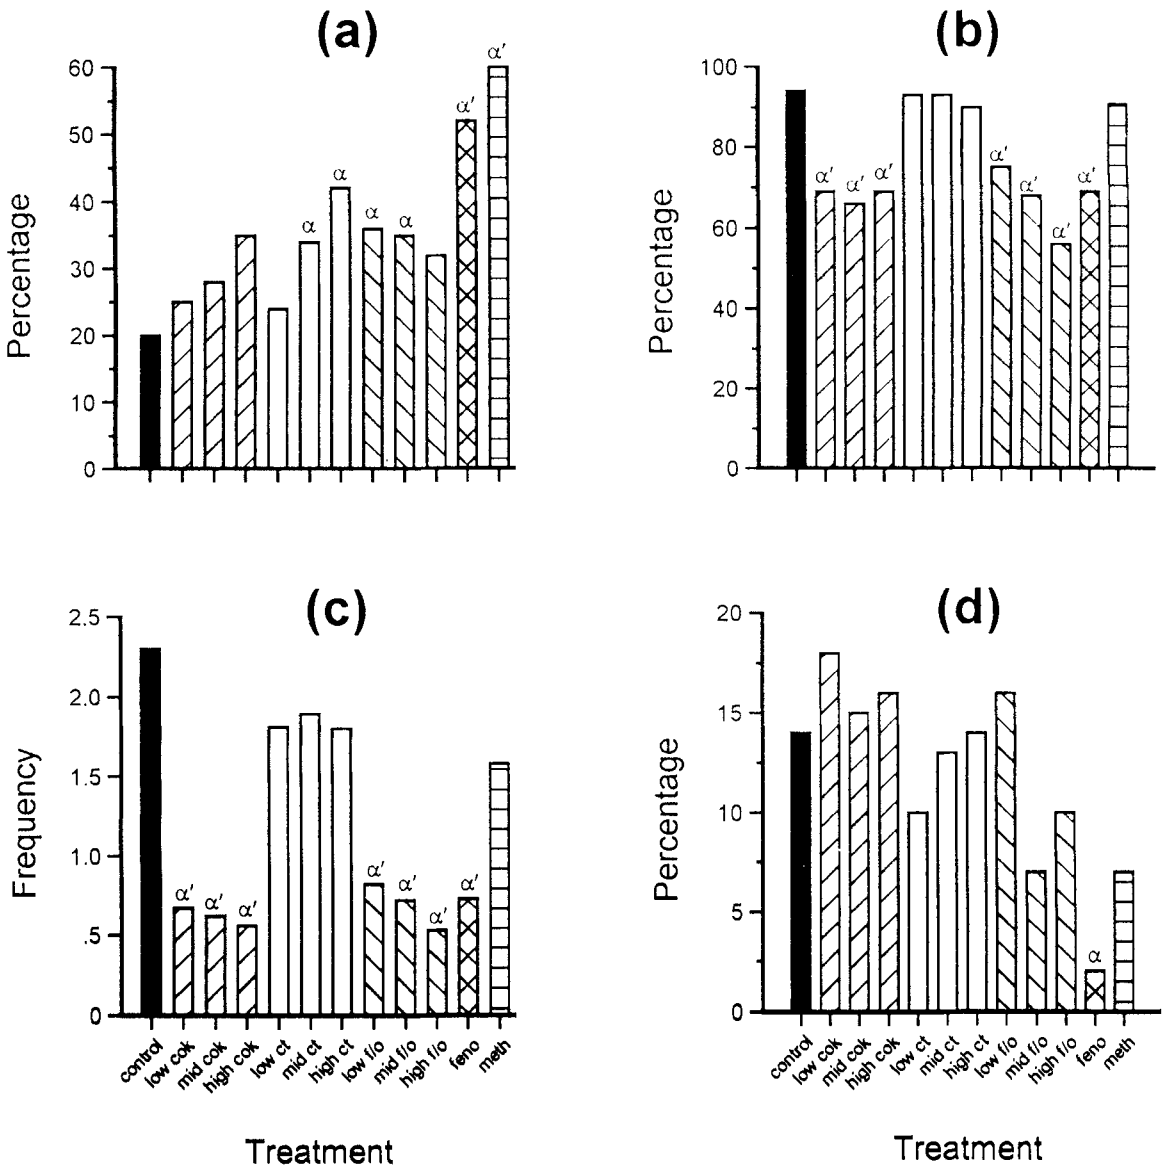 (a)
α′
60
α′
50
α
40
α
α
α
30
20
10
0
Percentage
(b)
100
80
α′
α′
α′
α′
α′
α′
60
α′
40
20
0
Percentage
(c)
2.5
2.0
1.5
1.0
α′
α′
α′
α′
α′
α′
α′
.5
0
Frequency
control
low cok
mid cok
high cok
low ct
mid ct
high ct
low f/o
mid f/o
high f/o
feno
meth
Treatment
(d)
20
15
10
5
α
0
Percentage
control
low cok
mid cok
high cok
low ct
mid ct
high ct
low f/o
mid f/o
high f/o
feno
meth
Treatment